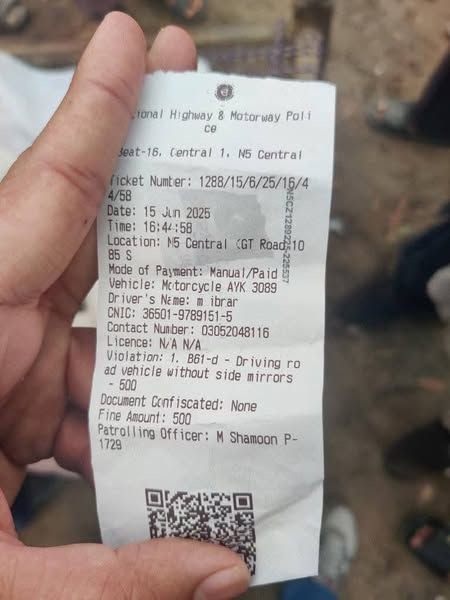 ional Highway & Motorway Poli
ce
Beat-16, Central 1, N5 Central
Ticket Number: 1288/15/6/25/16/4
4/58
Date: 15 Jun 2025
Time: 16:44:58
Location: N5 Central (GT Road 10
85 S
Mode of Payment: Manual/Paid
Vehicle: Motorcycle AYK 3089
Driver's Name: m ibrar
CNIC: 36501-9789151-5
Contact Number: 03052048116
Licence: N/A N/A
Violation: 1. B61-d - Driving ro
ad vehicle without side mirrors
- 500
Document Confiscated: None
Fine Amount: 500
Patrolling Officer: M Shamoon P-
1729